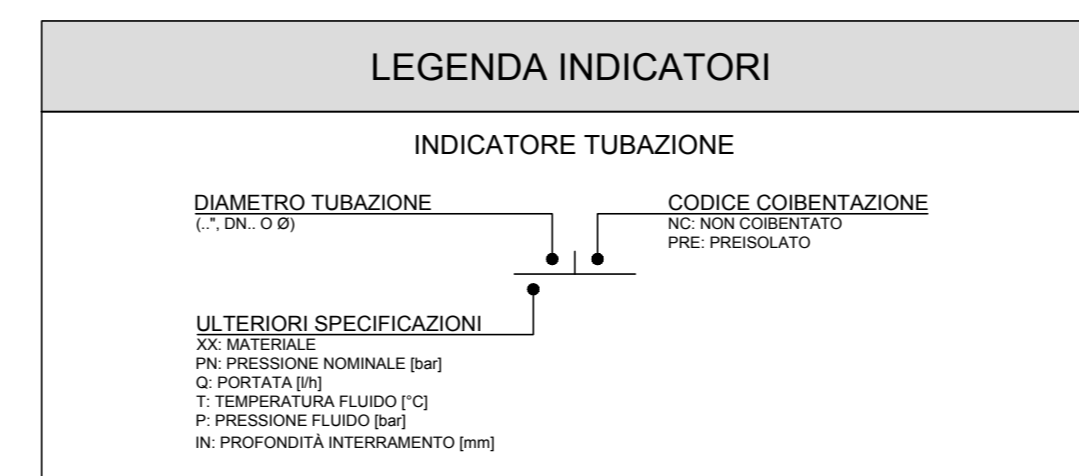 LEGENDA INDICATORI
INDICATORE TUBAZIONE
DIAMETRO TUBAZIONE
(..", DN.. O Ø)
CODICE COIBENTAZIONE
NC: NON COIBENTATO
PRE: PREISOLATO
ULTERIORI SPECIFICAZIONI
XX: MATERIALE
PN: PRESSIONE NOMINALE [bar]
Q: PORTATA [l/h]
T: TEMPERATURA FLUIDO [°C]
P: PRESSIONE FLUIDO [bar]
IN: PROFONDITÀ INTERRAMENTO [mm]